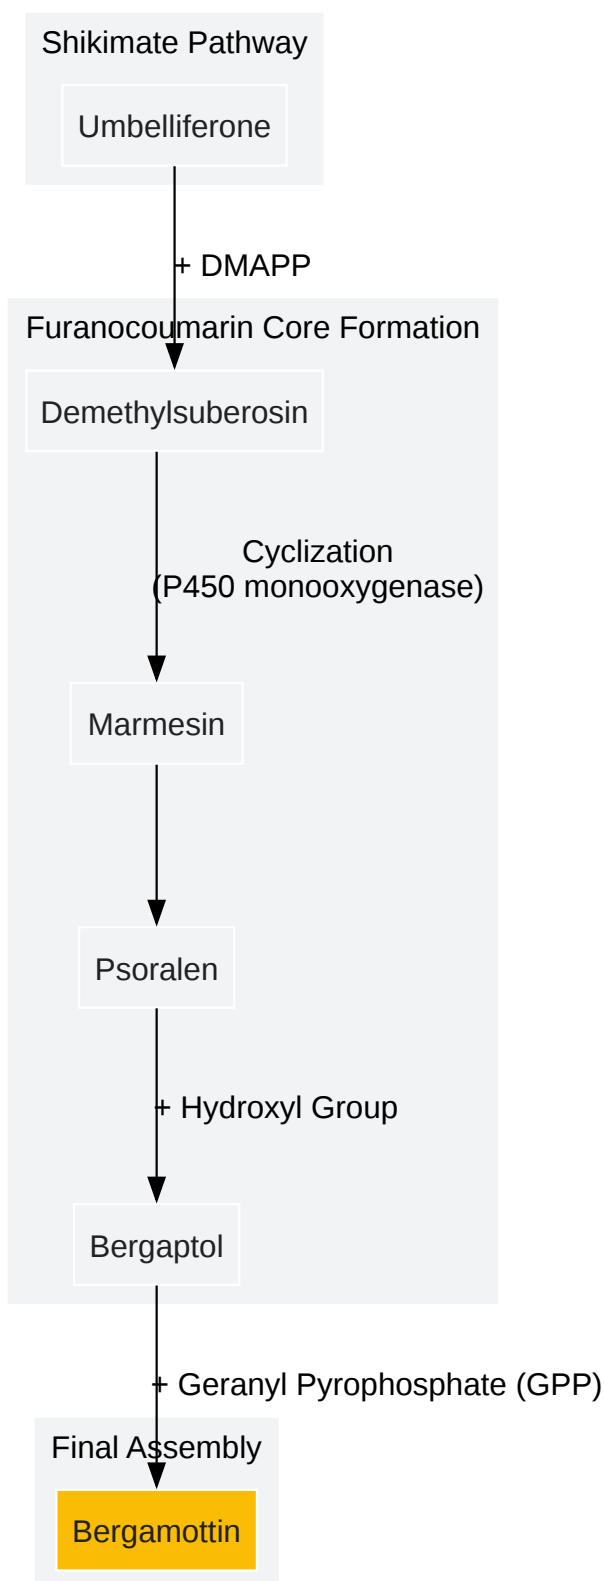 Shikimate Pathway
Umbelliferone
+ DMAPP
Furanocoumarin Core Formation
Demethylsuberosin
Cyclization
(P450 monooxygenase)
Marmesin
Psoralen
+ Hydroxyl Group
Bergaptol
+ Geranyl Pyrophosphate (GPP)
Final Assembly
Bergamottin